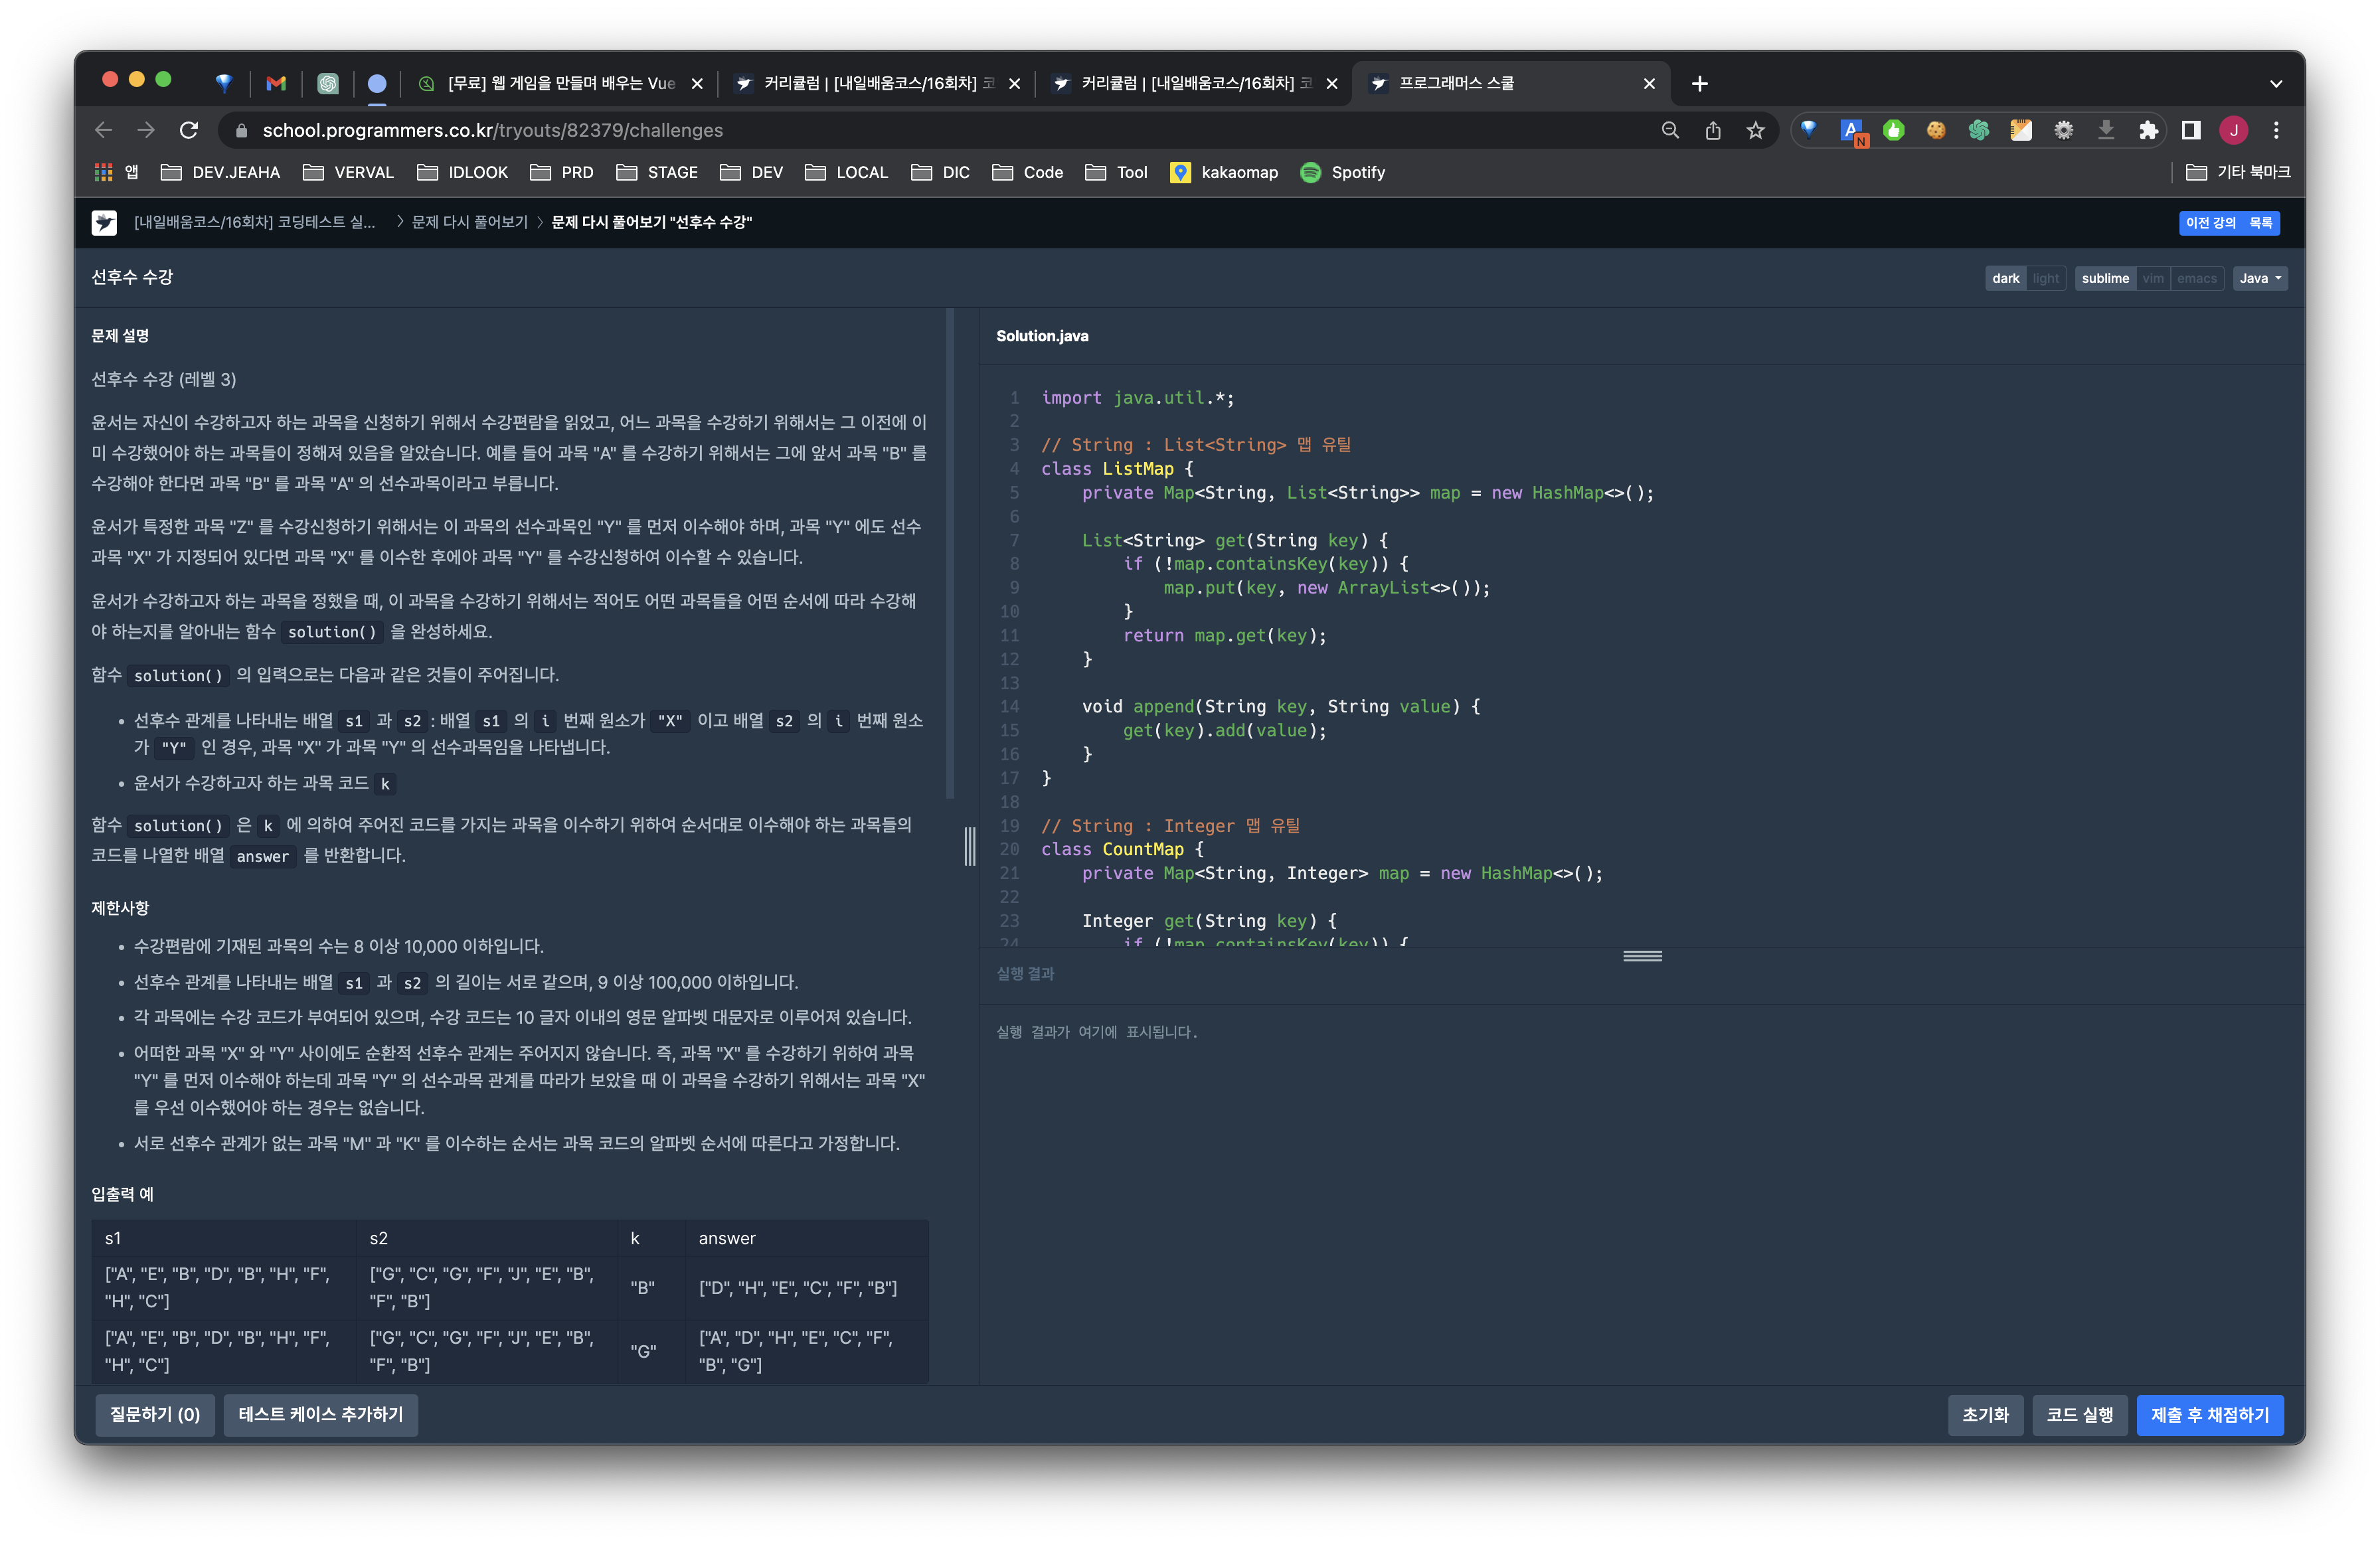 [무료] 웹 게임을 만들며 배우는 Vue
커리큘럼 | [내일배움코스/16회차] 코
커리큘럼 | [내일배움코스/16회차] 코
프로그래머스 스쿨
school.programmers.co.kr/tryouts/82379/challenges
앱 DEV.JEAHA VERVAL IDLOOK PRD STAGE DEV LOCAL DIC Code Tool kakaomap Spotify 기타 북마크
[내일배움코스/16회차] 코딩테스트 실... 문제 다시 풀어보기 문제 다시 풀어보기 "선후수 수강"
이전 강의 목록
선후수 수강
dark light sublime vim emacs Java
문제 설명
선후수 수강 (레벨 3)
윤서는 자신이 수강하고자 하는 과목을 신청하기 위해서 수강편람을 읽었고, 어느 과목을 수강하기 위해서는 그 이전에 이
미 수강했어야 하는 과목들이 정해져 있음을 알았습니다. 예를 들어 과목 "A" 를 수강하기 위해서는 그에 앞서 과목 "B" 를
수강해야 한다면 과목 "B" 를 과목 "A" 의 선수과목이라고 부릅니다.
윤서가 특정한 과목 "Z" 를 수강신청하기 위해서는 이 과목의 선수과목인 "Y" 를 먼저 이수해야 하며, 과목 "Y" 에도 선수
과목 "X" 가 지정되어 있다면 과목 "X" 를 이수한 후에야 과목 "Y" 를 수강신청하여 이수할 수 있습니다.
윤서가 수강하고자 하는 과목을 정했을 때, 이 과목을 수강하기 위해서는 적어도 어떤 과목들을 어떤 순서에 따라 수강해
야 하는지를 알아내는 함수 solution() 을 완성하세요.
함수 solution() 의 입력으로는 다음과 같은 것들이 주어집니다.
• 선후수 관계를 나타내는 배열 s1 과 s2 : 배열 s1 의 i 번째 원소가 "X" 이고 배열 s2 의 i 번째 원소
가 "Y" 인 경우, 과목 "X" 가 과목 "Y" 의 선수과목임을 나타냅니다.
• 윤서가 수강하고자 하는 과목 코드 k
함수 solution() 은 k 에 의하여 주어진 코드를 가지는 과목을 이수하기 위하여 순서대로 이수해야 하는 과목들의
코드를 나열한 배열 answer 를 반환합니다.
제한사항
• 수강편람에 기재된 과목의 수는 8 이상 10,000 이하입니다.
• 선후수 관계를 나타내는 배열 s1 과 s2 의 길이는 서로 같으며, 9 이상 100,000 이하입니다.
• 각 과목에는 수강 코드가 부여되어 있으며, 수강 코드는 10 글자 이내의 영문 알파벳 대문자로 이루어져 있습니다.
• 어떠한 과목 "X" 와 "Y" 사이에도 순환적 선후수 관계는 주어지지 않습니다. 즉, 과목 "X" 를 수강하기 위하여 과목
"Y" 를 먼저 이수해야 하는데 과목 "Y" 의 선수과목 관계를 따라가 보았을 때 이 과목을 수강하기 위해서는 과목 "X"
를 우선 이수했어야 하는 경우는 없습니다.
• 서로 선후수 관계가 없는 과목 "M" 과 "K" 를 이수하는 순서는 과목 코드의 알파벳 순서에 따른다고 가정합니다.
입출력 예
s1 s2 k answer
["A", "E", "B", "D", "B", "H", "F", ["G", "C", "G", "F", "J", "E", "B", "B" ["D", "H", "E", "C", "F", "B"]
"H", "C"] "F", "B"]
["A", "E", "B", "D", "B", "H", "F", ["G", "C", "G", "F", "J", "E", "B", "G" ["A", "D", "H", "E", "C", "F",
"H", "C"] "F", "B"] "B", "G"]
Solution.java
1 import java.util.*;
2
3 // String : List<String> 맵 유틸
4 class ListMap {
5 private Map<String, List<String>> map = new HashMap<>();
6
7 List<String> get(String key) {
8 if (!map.containsKey(key)) {
9 map.put(key, new ArrayList<>());
10 }
11 return map.get(key);
12 }
13
14 void append(String key, String value) {
15 get(key).add(value);
16 }
17 }
18
19 // String : Integer 맵 유틸
20 class CountMap {
21 private Map<String, Integer> map = new HashMap<>();
22
23 Integer get(String key) {
24 if (!map.containsKey(key)) {
실행 결과
실행 결과가 여기에 표시됩니다.
질문하기 (0) 테스트 케이스 추가하기 초기화 코드 실행 제출 후 채점하기